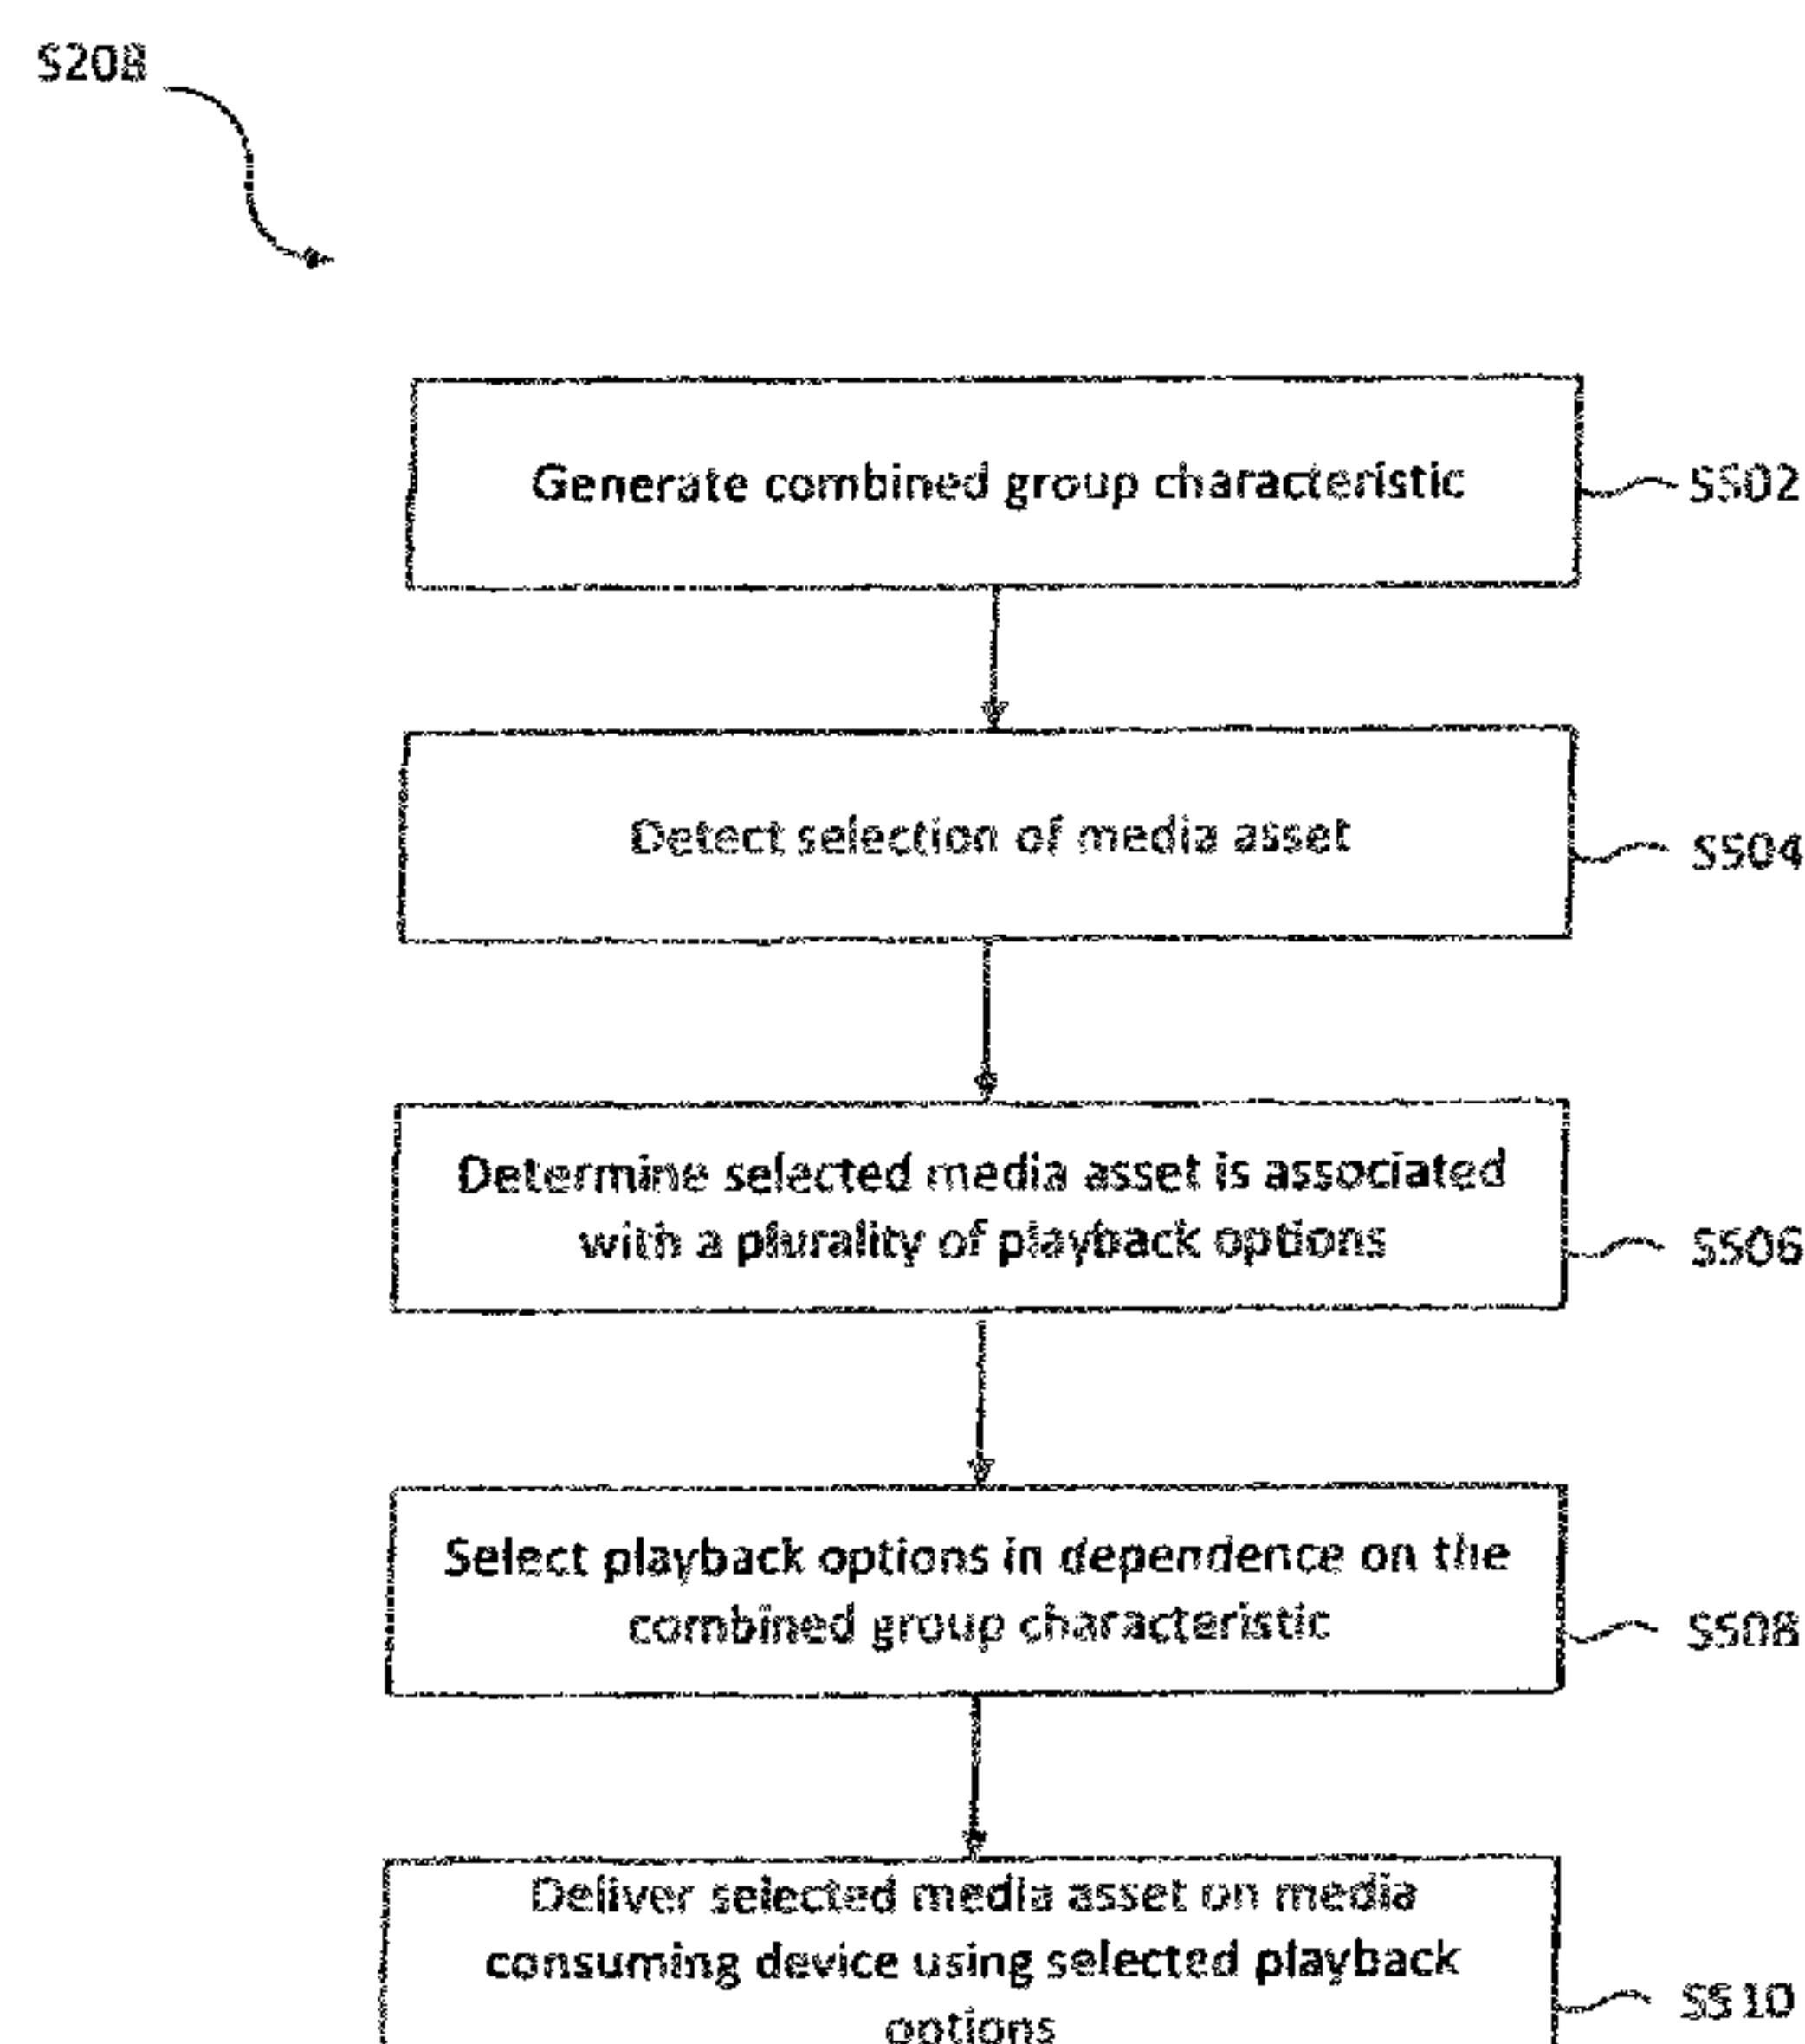 S208
Generate combined group characteristic
S502
Detect selection of media asset
S504
Determine selected media asset is associated
with a plurality of playback options
S506
Select playback options in dependence on the
combined group characteristic
S508
Deliver selected media asset on media
consuming device using selected playback
options
S510